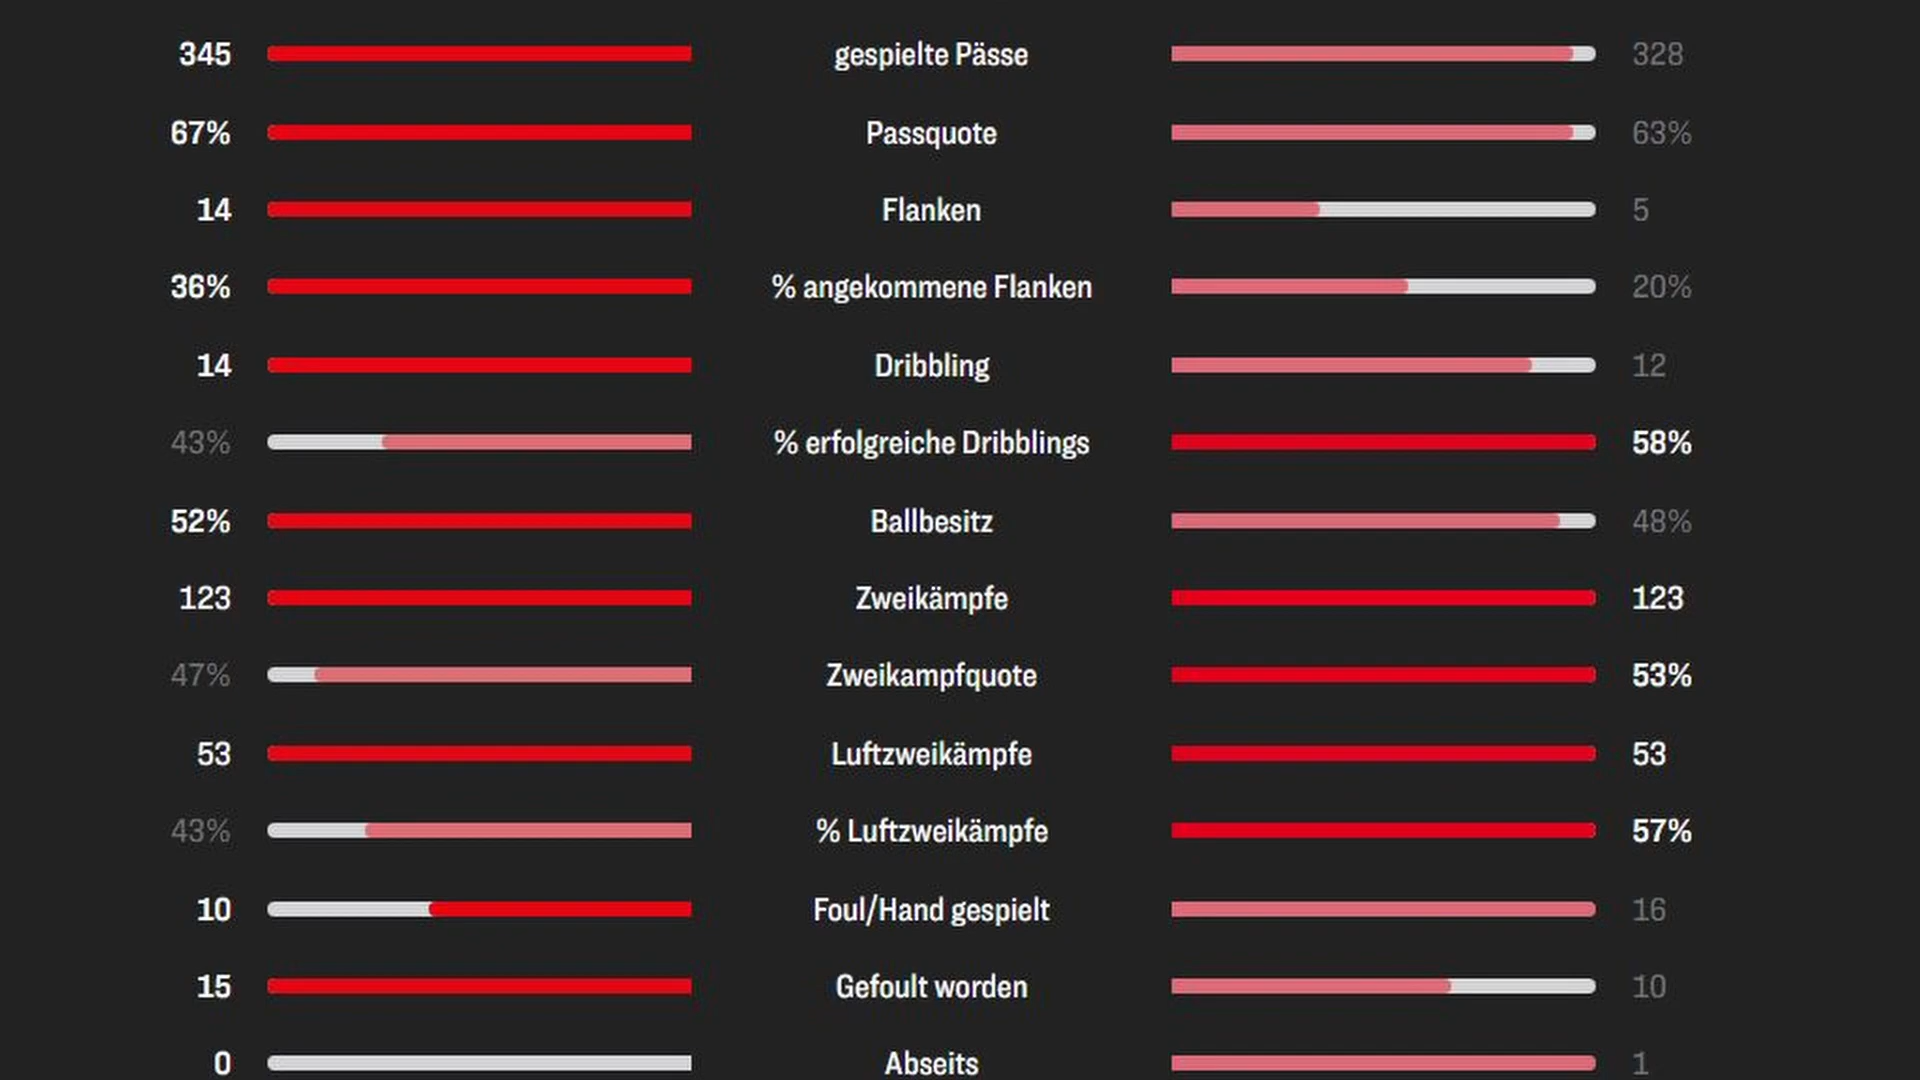 345 gespielte Pässe 328
67% Passquote 63%
14 Flanken 5
36% % angekommene Flanken 20%
14 Dribbling 12
43% % erfolgreiche Dribblings 58%
52% Ballbesitz 48%
123 Zweikämpfe 123
47% Zweikampfquote 53%
53 Luftzweikämpfe 53
43% % Luftzweikämpfe 57%
10 Foul/Hand gespielt 16
15 Gefoult worden 10
0 Abseits 1